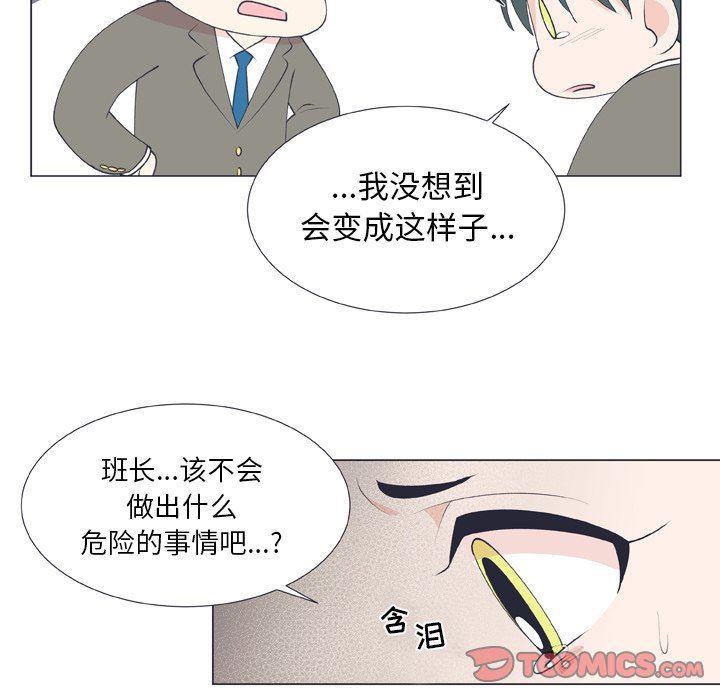 ...我没想到
会变成这样子...
班长...该不会
做出什么
危险的事情吧...?
含泪
TOOMICS
TOOMICS.com